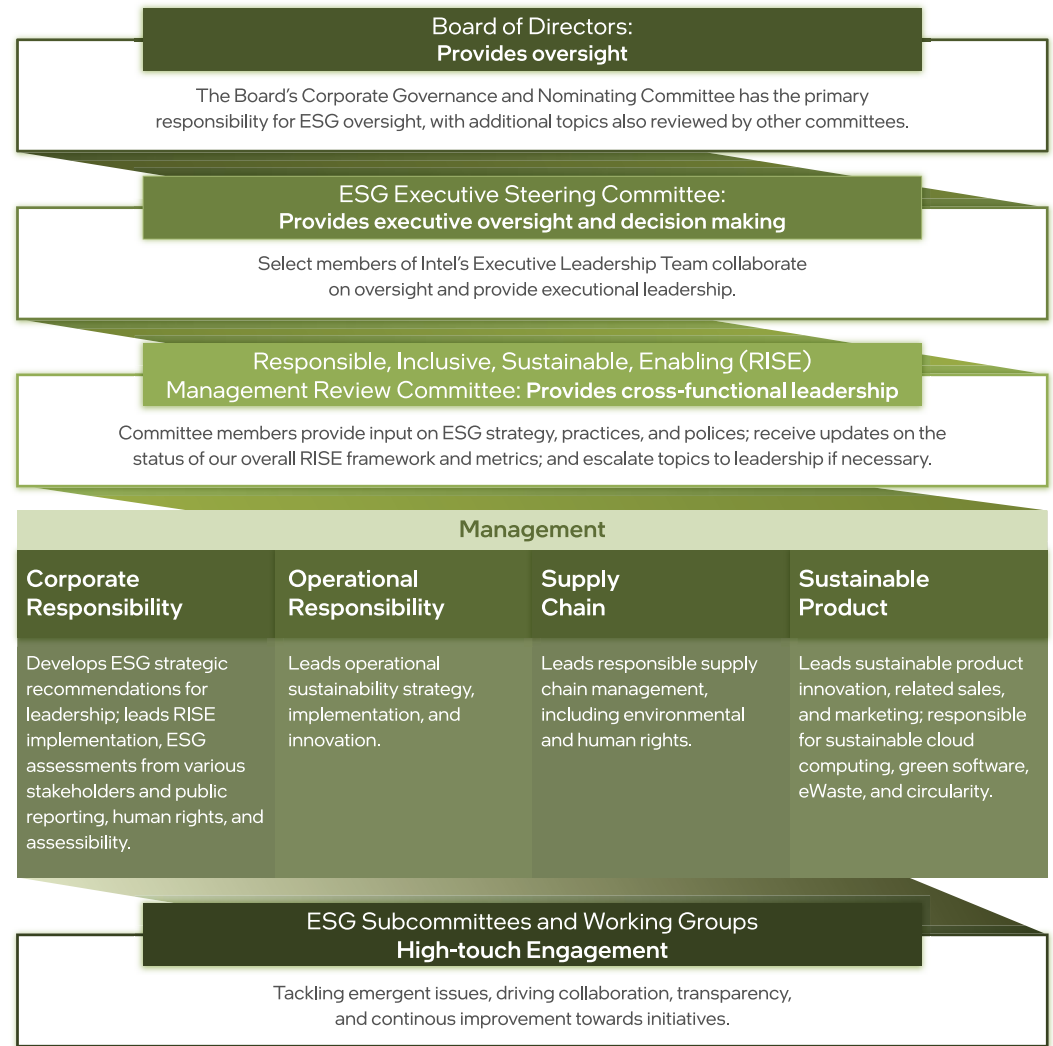 Board of Directors:
Provides oversight
The Board's Corporate Governance and Nominating Committee has the primary
responsibility for ESG oversight, with additional topics also reviewed by other committees.
ESG Executive Steering Committee:
Provides executive oversight and decision making
Select members of Intel's Executive Leadership Team collaborate
on oversight and provide executional leadership.
Responsible, Inclusive, Sustainable, Enabling (RISE)
Management Review Committee: Provides cross-functional leadership
Committee members provide input on ESG strategy, practices, and polices; receive updates on the
status of our overall RISE framework and metrics; and escalate topics to leadership if necessary.
Management
Corporate
Responsibility
Develops ESG strategic
recommendations for
leadership; leads RISE
implementation, ESG
assessments from various
stakeholders and public
reporting, human rights, and
assessibility.
Operational
Responsibility
Leads operational
sustainability strategy,
implementation, and
innovation.
Supply
Chain
Leads responsible supply
chain management,
including environmental
and human rights.
Sustainable
Product
Leads sustainable product
innovation, related sales,
and marketing; responsible
for sustainable cloud
computing, green software,
eWaste, and circularity.
ESG Subcommittees and Working Groups
High-touch Engagement
Tackling emergent issues, driving collaboration, transparency,
and continous improvement towards initiatives.